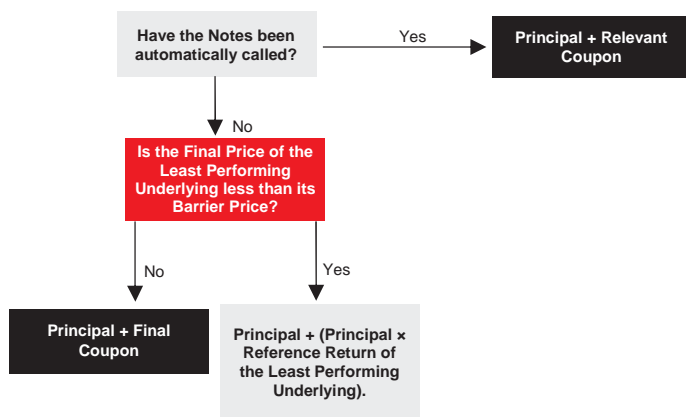 Have the Notes been
automatically called?
Yes
Principal + Relevant
Coupon
No
Is the Final Price of the
Least Performing
Underlying less than its
Barrier Price?
No
Yes
Principal + Final
Coupon
Principal + (Principal ×
Reference Return of
the Least Performing
Underlying).